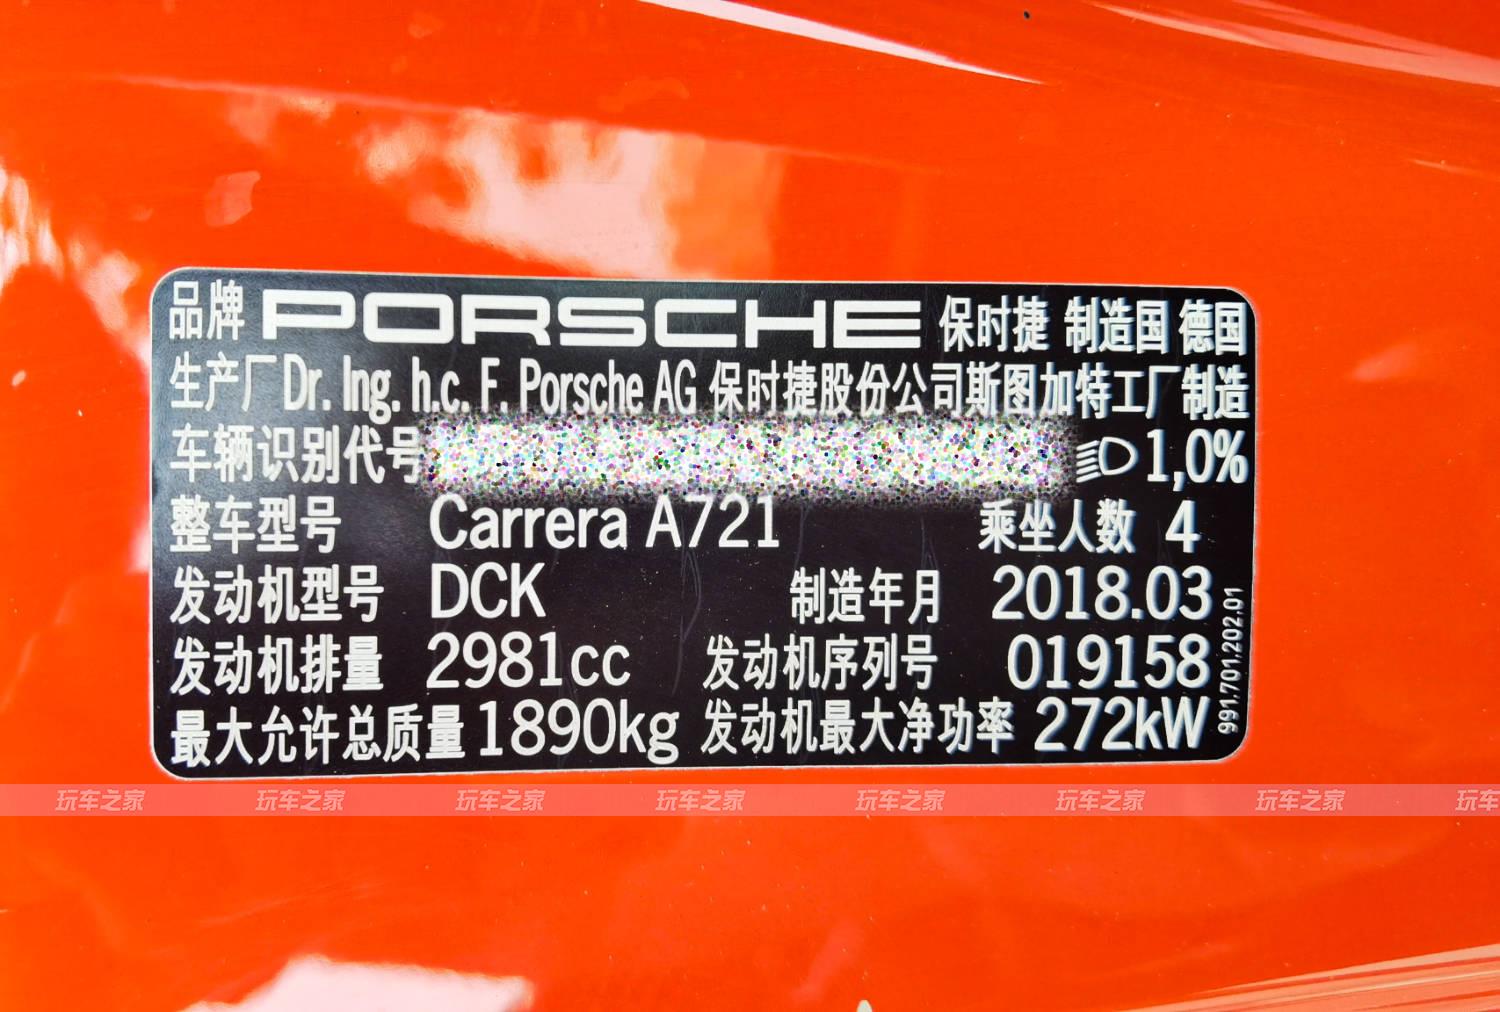 品牌 PORSCHE 保时捷 制造国 德国
生产厂 Dr. Ing. h.c. F. Porsche AG 保时捷股份公司斯图加特工厂制造
车辆识别代号 1,0%
整车型号 Carrera A721 乘坐人数 4
发动机型号 DCK 制造年月 2018.03
发动机排量 2981cc 发动机序列号 019158
最大允许总质量 1890kg 发动机最大净功率 272kW
991.701.202.01
玩车之家 玩车之家 玩车之家 玩车之家 玩车之家 玩车之家 玩车之家 玩车